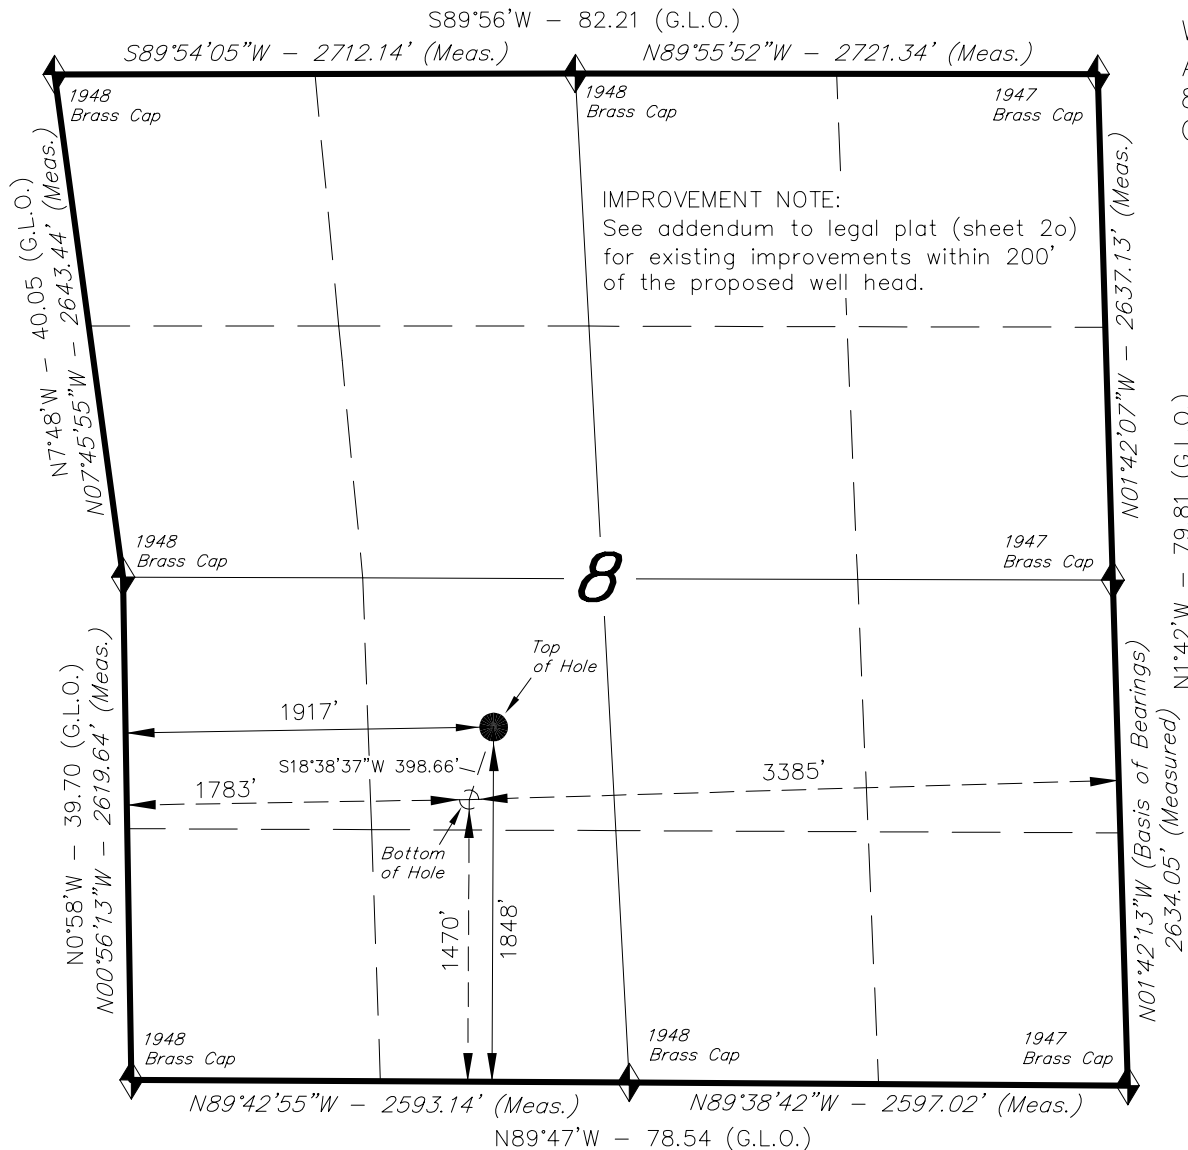 S89°56'W – 82.21 (G.L.O.)
S89°54'05"W – 2712.14' (Meas.)
N89°55'52"W – 2721.34' (Meas.)
1948
Brass Cap
1948
Brass Cap
1947
Brass Cap
N7°48'W – 40.05 (G.L.O.)
N07°45'55"W – 2643.44' (Meas.)
IMPROVEMENT NOTE:
See addendum to legal plat (sheet 2o)
for existing improvements within 200'
of the proposed well head.
N01°42'07"W – 2637.13' (Meas.)
N1°42'W – 79.81 (G.L.O.)
1948
Brass Cap
8
1947
Brass Cap
Top
of Hole
1917'
S18°38'37"W 398.66'
1783'
3385'
Bottom
of Hole
1470'
1848'
N0°58'W – 39.70 (G.L.O.)
N00°56'13"W – 2619.64' (Meas.)
N01°42'13"W (Basis of Bearings)
2634.05' (Measured)
1948
Brass Cap
1948
Brass Cap
1947
Brass Cap
N89°42'55"W – 2593.14' (Meas.)
N89°38'42"W – 2597.02' (Meas.)
N89°47'W – 78.54 (G.L.O.)